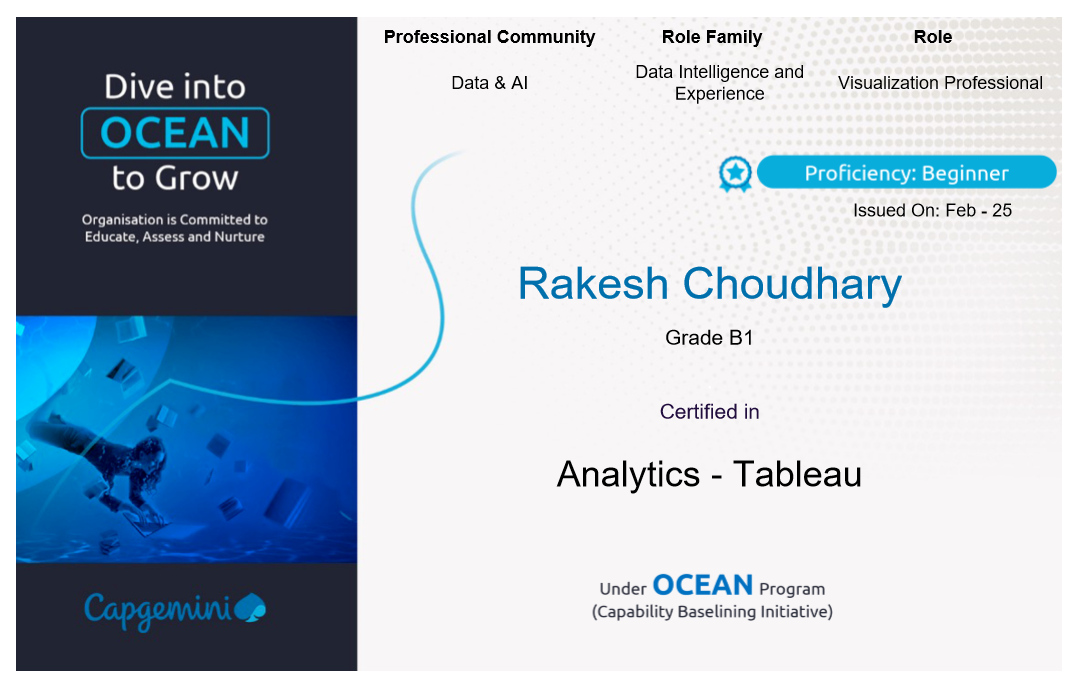 Dive into
OCEAN
to Grow
Organisation is Committed to
Educate, Assess and Nurture
Capgemini
Professional Community
Data & AI
Role Family
Data Intelligence and
Experience
Role
Visualization Professional
Proficiency: Beginner
Issued On: Feb - 25
Rakesh Choudhary
Grade B1
Certified in
Analytics - Tableau
Under OCEAN Program
(Capability Baselining Initiative)